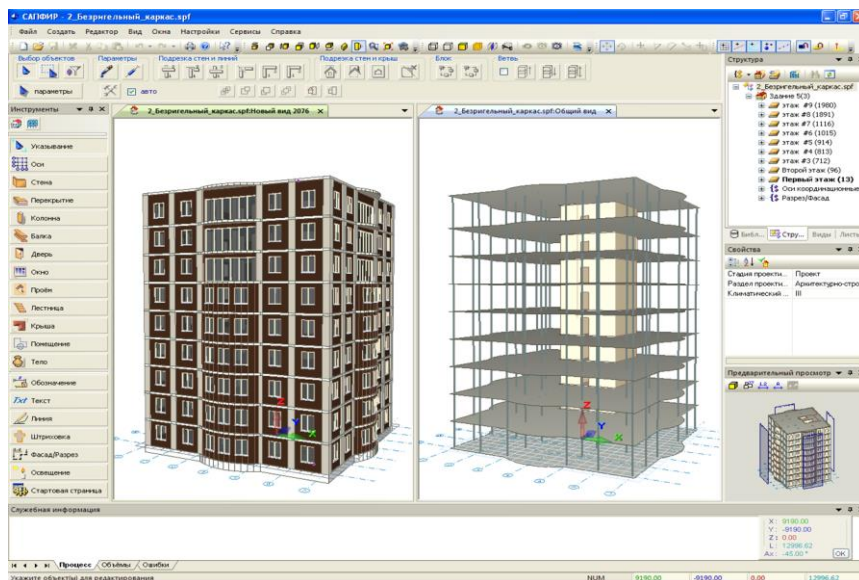 САПФИР - 2_Безригельный_каркас.spf
Файл Создать Редактор Вид Окна Настройки Сервисы Справка
Выбор объектов Параметры Подрезка стен и линий Подрезка стен и крыш Блок Ветвь
параметры авто
Инструменты
Указывание
Оси
Стена
Перекрытие
Колонна
Балка
Дверь
Окно
Проём
Лестница
Крыша
Помещение
Тело
Обозначение
Txt Текст
Линия
Штриховка
Фасад/Разрез
Освещение
Стартовая страница
2_Безригельный_каркас.spf:Новый вид 2076
2_Безригельный_каркас.spf:Общий вид
Z
Y
X
Z
Y
X
Структура
2_Безригельный_каркас.spf
Здание 5(3)
этаж #9 (1980)
этаж #8 (1891)
этаж #7 (1116)
этаж #6 (1015)
этаж #5 (914)
этаж #4 (813)
этаж #3 (712)
Второй этаж (96)
Первый этаж (13)
Оси координационные
Разрез/Фасад
Библ... Стру... Виды Листы
Свойства
Стадия проекти... Проект
Раздел проекти... Архитектурно-стро
Климатический ... III
Предварительный просмотр
Служебная информация
X: 9190.00
Y: -9190.00
Z: 0.00
L: 12996.62
Ax: -45.00 °
OK
Процесс Объёмы Ошибки
Укажите объект(ы) для редактирования NUM 9190.00 -9190.00 0.00 12996.62